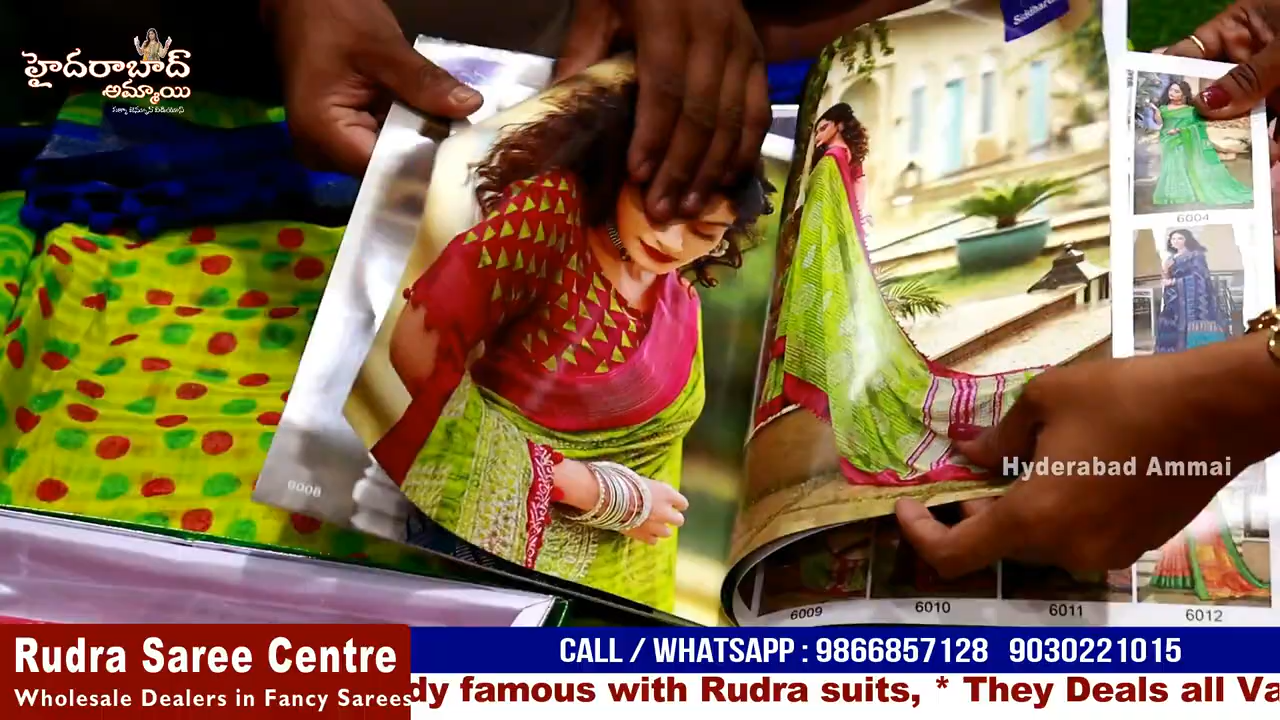 హైదరాబాద్
అమ్మాయి
Siddharth
6004
Hyderabad Ammai
6008
6009
6010
6011
6012
Rudra Saree Centre
Wholesale Dealers in Fancy Sarees
CALL / WHATSAPP : 9866857128 9030221015
dy famous with Rudra suits, * They Deals all Va